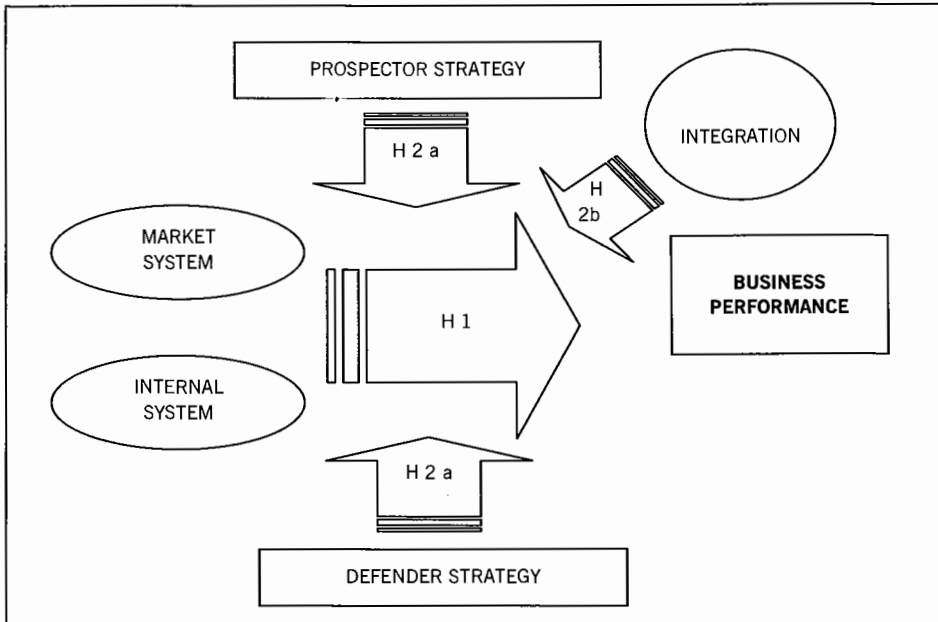 PROSPECTOR STRATEGY
INTEGRATION
H 2 a
H
2b
MARKET
SYSTEM
BUSINESS
PERFORMANCE
H 1
INTERNAL
SYSTEM
H 2 a
DEFENDER STRATEGY